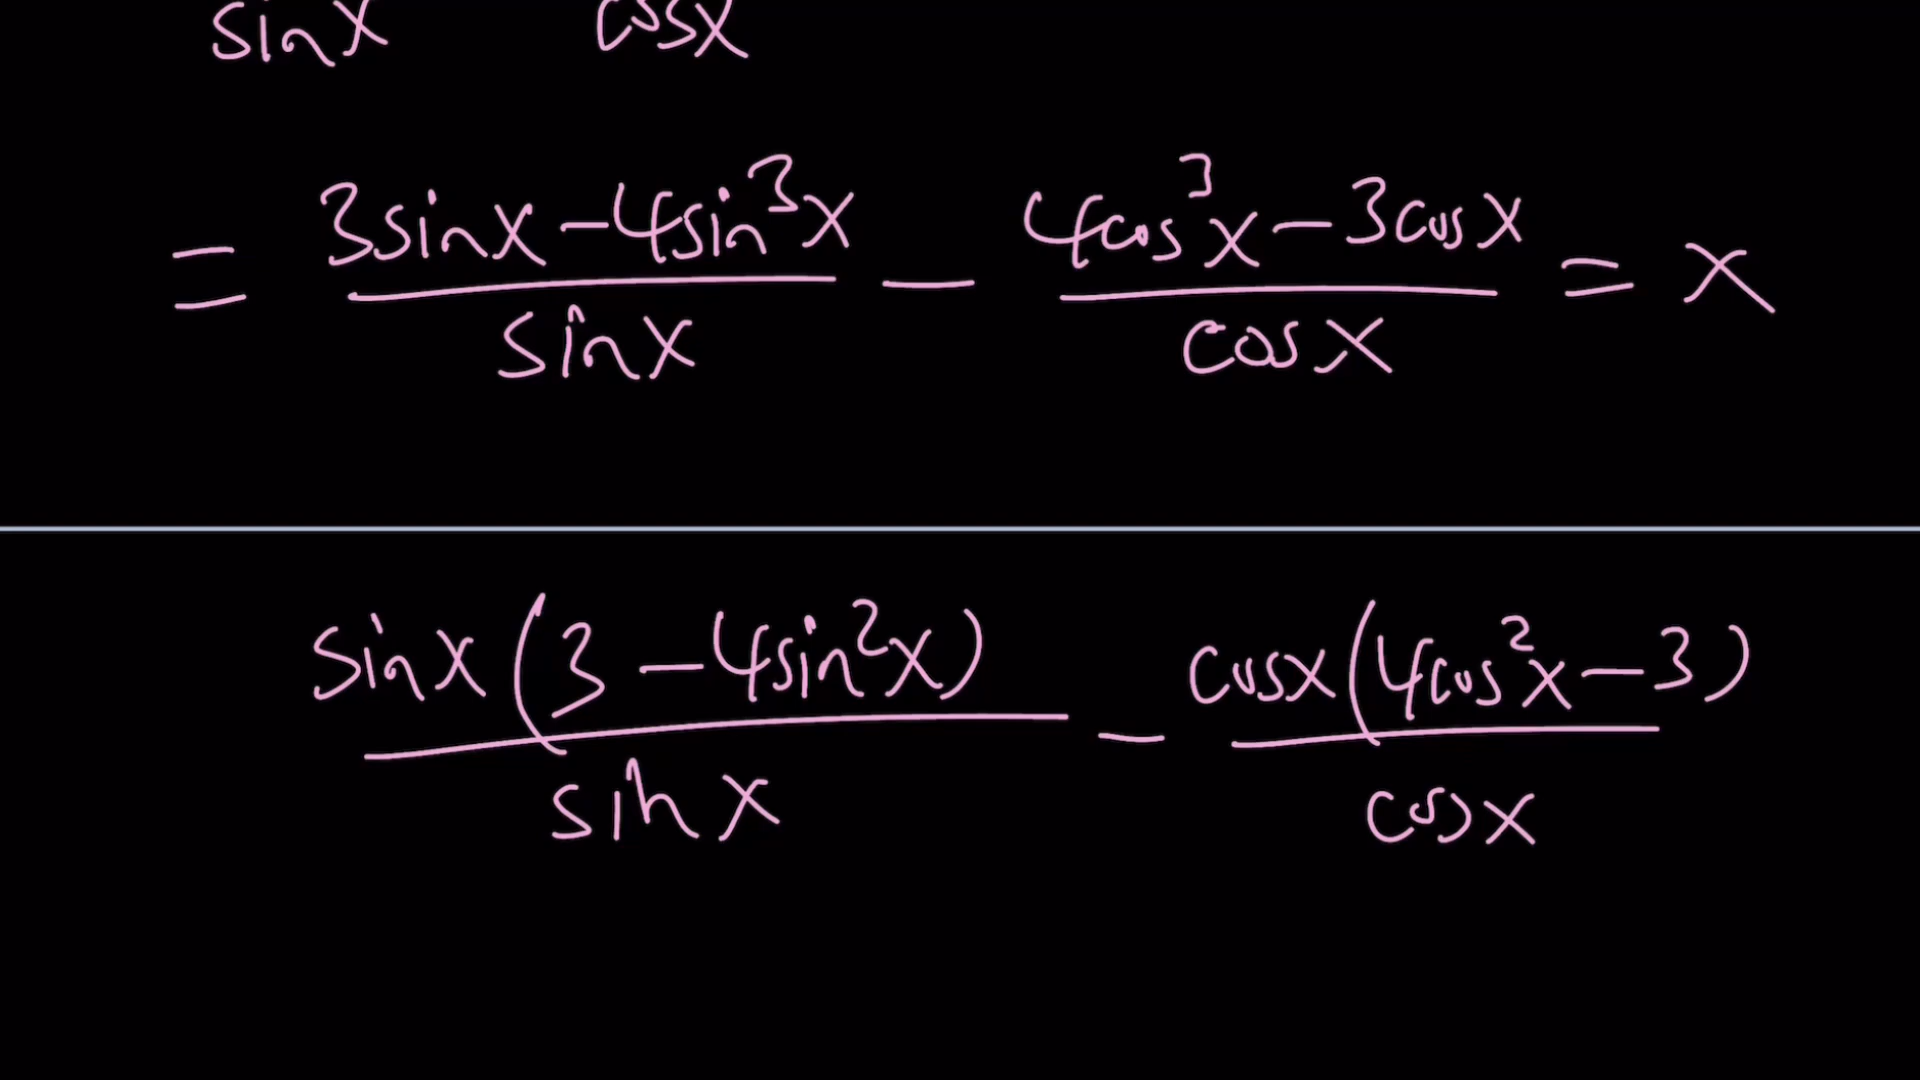 sinx cosx
= (3sinx-4sin³x)/(sinx) - (4cos³x-3cosx)/(cosx) = x
(sinx(3-4sin²x))/(sinx) - (cosx(4cos²x-3))/(cosx)